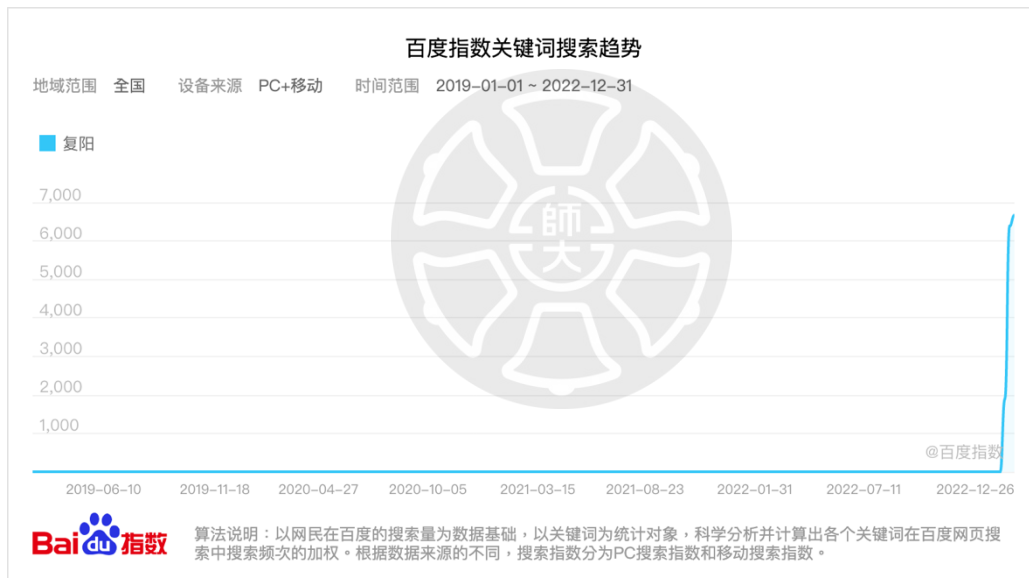 百度指数关键词搜索趋势
地域范围 全国 设备来源 PC+移动 时间范围 2019-01-01 ~ 2022-12-31
复阳
7,000
6,000
5,000
4,000
3,000
2,000
1,000
師大
@百度指数
2019-06-10 2019-11-18 2020-04-27 2020-10-05 2021-03-15 2021-08-23 2022-01-31 2022-07-11 2022-12-26
Bai du 指数
算法说明：以网民在百度的搜索量为数据基础，以关键词为统计对象，科学分析并计算出各个关键词在百度网页搜
索中搜索频次的加权。根据数据来源的不同，搜索指数分为PC搜索指数和移动搜索指数。